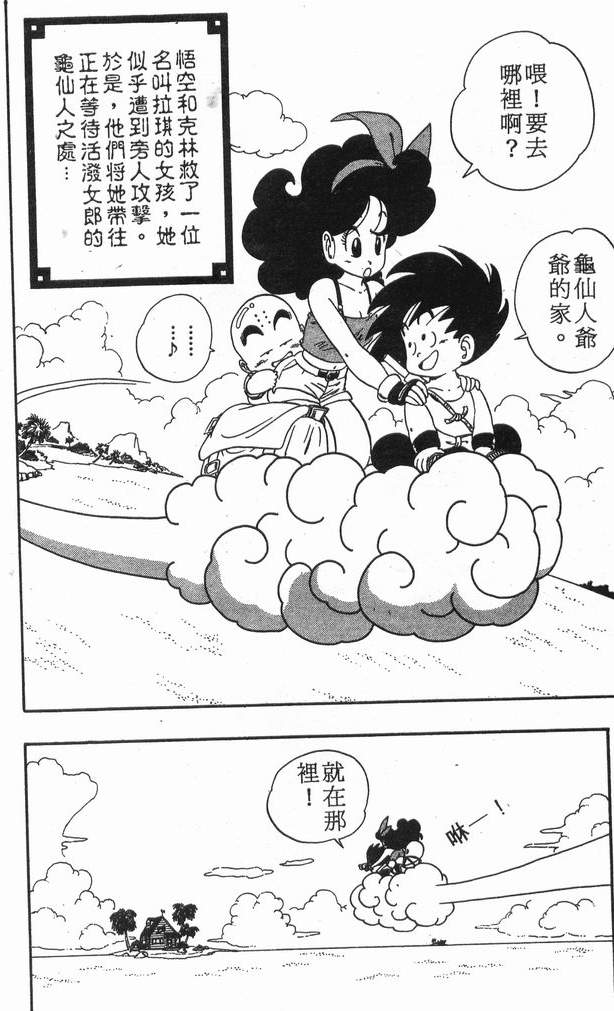 喂！要去
哪裡啊？
龜仙人爺
爺的家。
悟空和克林救了一位
名叫拉琪的女孩，她
似乎遭到旁人攻擊。
於是，他們將她帶往
正在等待活潑女郎的
龜仙人之處…
……
…♪
就在那
裡！
咻—！